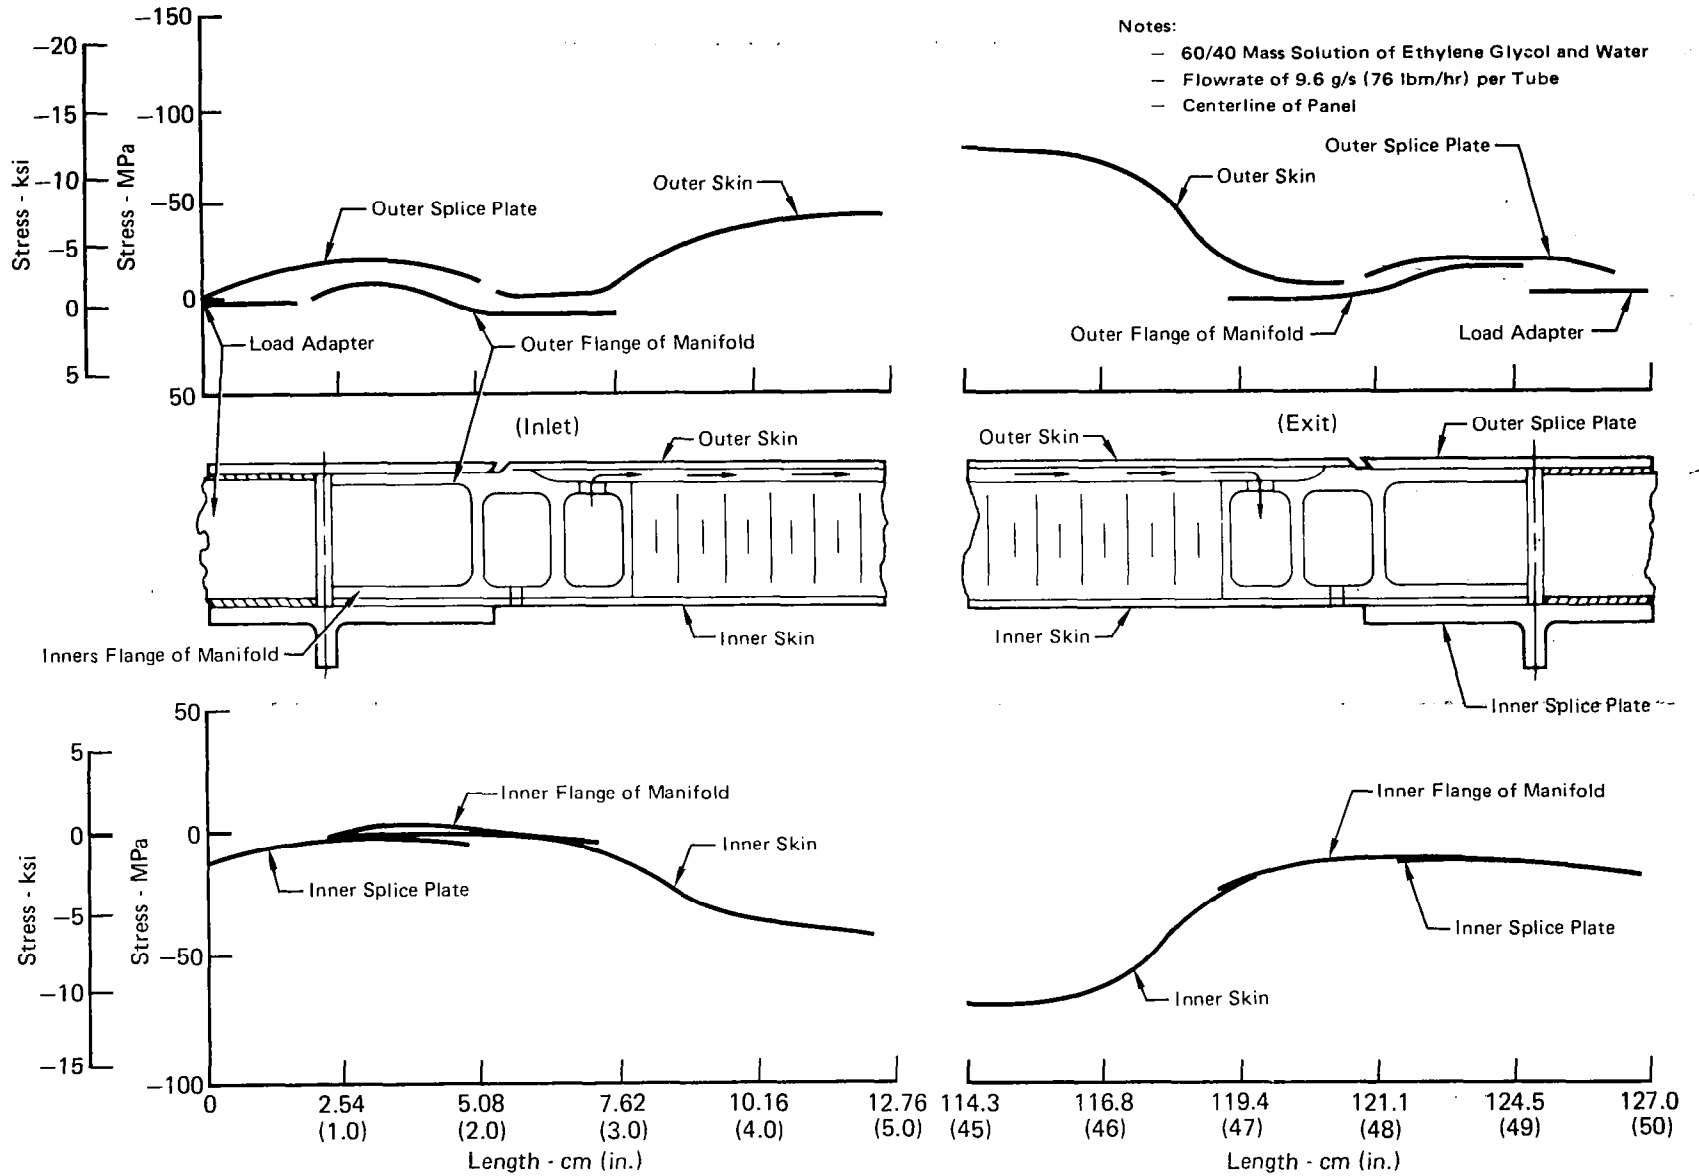 Notes:
— 60/40 Mass Solution of Ethylene Glycol and Water
— Flowrate of 9.6 g/s (76 lbm/hr) per Tube
— Centerline of Panel
Stress - ksi
−20
−15
−10
−5
0
5
Stress - MPa
−150
−100
−50
0
50
Outer Splice Plate
Outer Skin
Load Adapter
Outer Flange of Manifold
Outer Splice Plate
Outer Skin
Outer Flange of Manifold
Load Adapter
(Inlet)
(Exit)
Outer Skin
Inner Skin
Inners Flange of Manifold
Outer Skin
Outer Splice Plate
Inner Skin
Inner Splice Plate
Stress - ksi
5
0
−5
−10
−15
Stress - MPa
50
0
−50
−100
Inner Flange of Manifold
Inner Skin
Inner Splice Plate
Inner Flange of Manifold
Inner Splice Plate
Inner Skin
0 2.54 5.08 7.62 10.16 12.76 114.3 116.8 119.4 121.1 124.5 127.0
(1.0) (2.0) (3.0) (4.0) (5.0) (45) (46) (47) (48) (49) (50)
Length - cm (in.) Length - cm (in.)